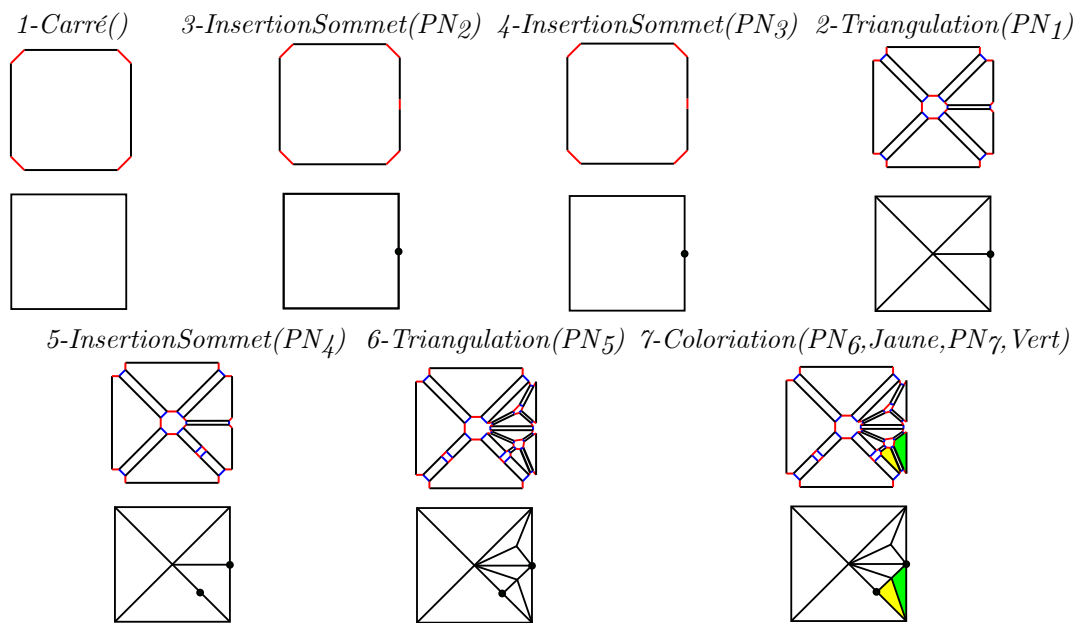 1-Carré() 3-InsertionSommet(PN2) 4-InsertionSommet(PN3) 2-Triangulation(PN1)
5-InsertionSommet(PN4) 6-Triangulation(PN5) 7-Coloriation(PN6,Jaune,PN7,Vert)